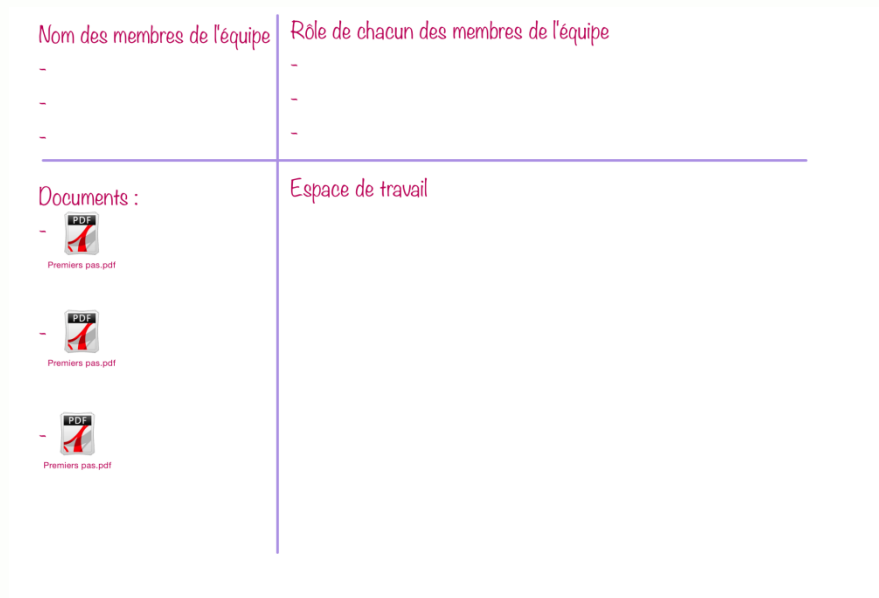 Nom des membres de l'équipe
-
-
-
Rôle de chacun des membres de l'équipe
-
-
-
Documents :
- PDF
Premiers pas.pdf
- PDF
Premiers pas.pdf
- PDF
Premiers pas.pdf
Espace de travail